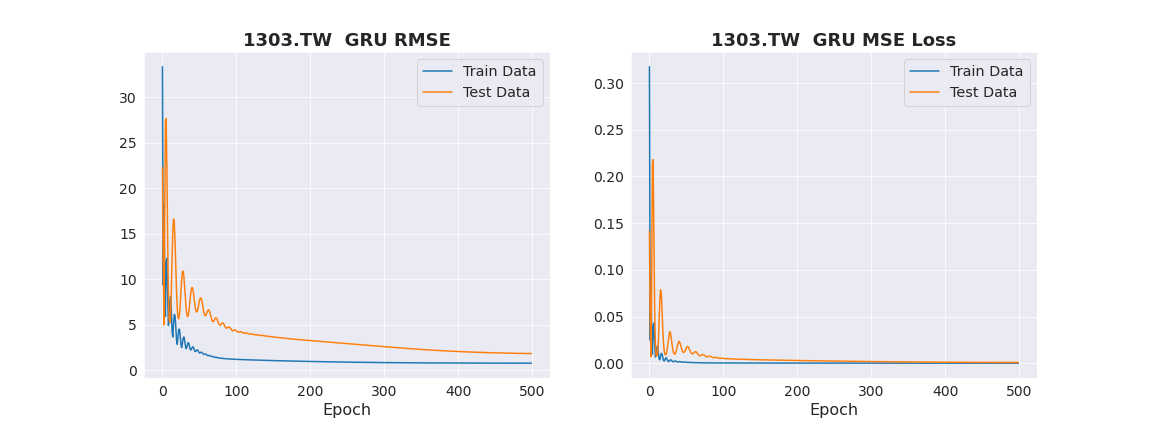 1303.TW  GRU RMSE
Train Data
Test Data
30
25
20
15
10
5
0
0 100 200 300 400 500
Epoch
1303.TW  GRU MSE Loss
Train Data
Test Data
0.30
0.25
0.20
0.15
0.10
0.05
0.00
0 100 200 300 400 500
Epoch